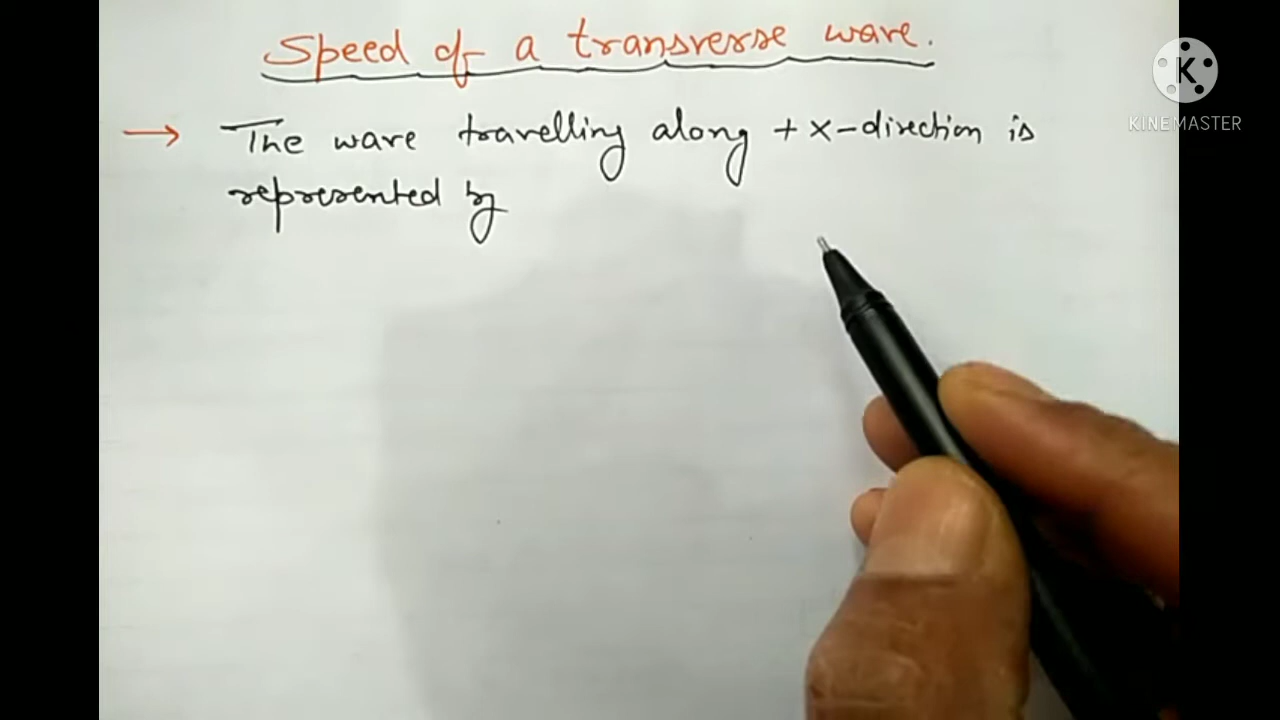 Speed of a transverse wave.
→ The wave travelling along + x-direction is
represented by
K
KINEMASTER